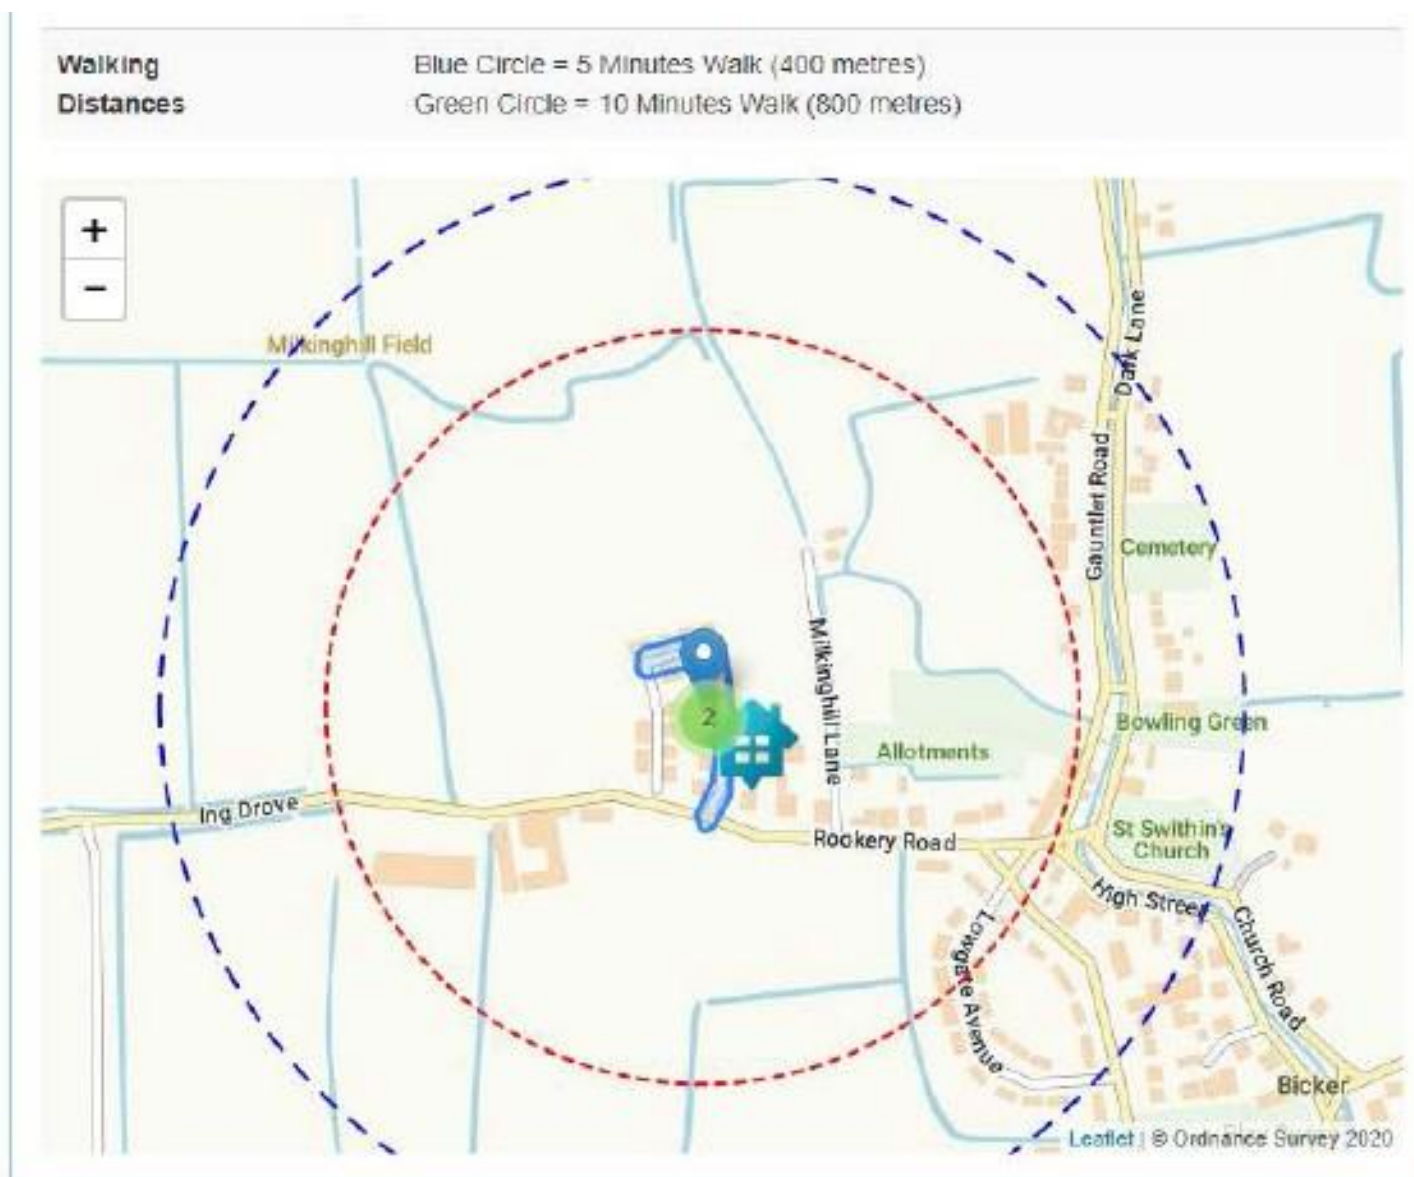 Walking
Distances
Blue Circle = 5 Minutes Walk (400 metres)
Green Circle = 10 Minutes Walk (800 metres)
+
−
Milkinghill Field
Dark Lane
Gauntlet Road
Cemetery
Milkinghill Lane
2
Bowling Green
Allotments
Ing Drove
Rookery Road
St Swithin's
Church
High Street
Church Road
Lowgate Avenue
Bicker
Leaflet | © Ordnance Survey 2020